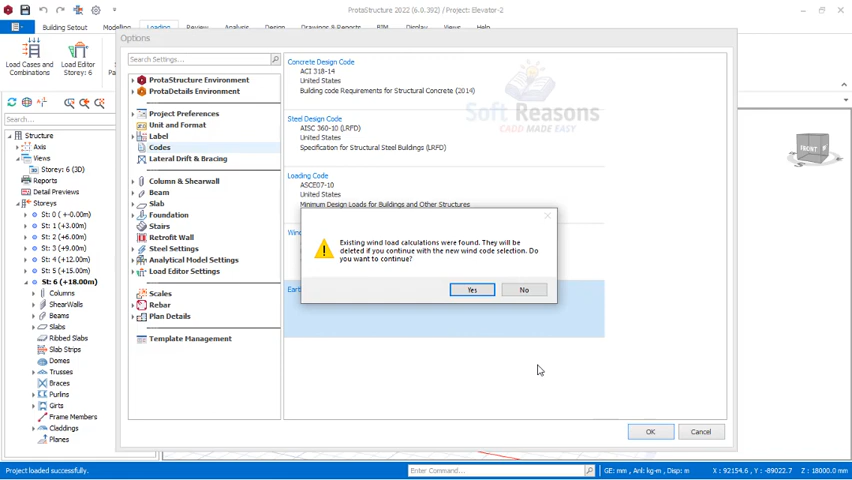 ProtaStructure 2022 (6.0.392) / Project: Elevator-2
Building Setout
Modelling
Loading
Review
Analysis
Design
Drawings & Reports
BIM
Display
Views
Load Cases and
Combinations
Load Editor
Storey: 6
Search...
Structure
Axis
Views
Storey: 6 (3D)
Reports
Detail Previews
Storeys
St: 0 ( +-0.00m)
St: 1 (+3.00m)
St: 2 (+6.00m)
St: 3 (+9.00m)
St: 4 (+12.00m)
St: 5 (+15.00m)
St: 6 (+18.00m)
Columns
ShearWalls
Beams
Slabs
Ribbed Slabs
Slab Strips
Domes
Trusses
Braces
Purlins
Girts
Frame Members
Claddings
Planes
Options
Search Settings...
ProtaStructure Environment
ProtaDetails Environment
Project Preferences
Unit and Format
Label
Codes
Lateral Drift & Bracing
Column & Shearwall
Beam
Slab
Foundation
Stairs
Retrofit Wall
Steel Settings
Analytical Model Settings
Load Editor Settings
Scales
Rebar
Plan Details
Template Management
Concrete Design Code
ACI 318-14
United States
Building code Requirements for Structural Concrete (2014)
Steel Design Code
AISC 360-10 (LRFD)
United States
Specification for Structural Steel Buildings (LRFD)
Loading Code
ASCE07-10
United States
Minimum Design Loads for Buildings and Other Structures
Soft Reasons
CADD MADE EASY
Existing wind load calculations were found. They will be
deleted if you continue with the new wind code selection. Do
you want to continue?
Yes
No
OK
Cancel
FRONT
Project loaded successfully.
Enter Command...
GE: mm , Anl: kg-m , Disp: m
X : 92154.6 , Y : -89022.7
Z : 18000.0 mm